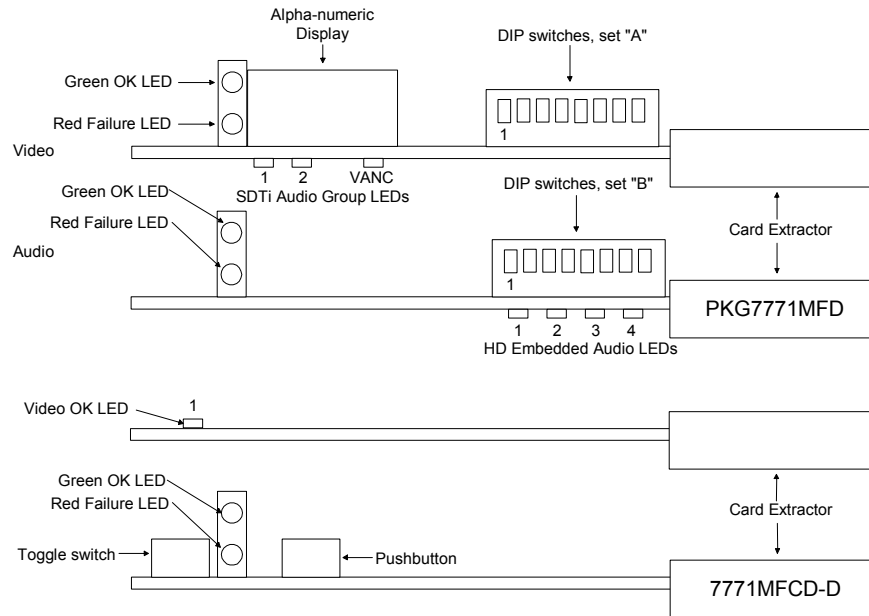 Alpha-numeric
Display
DIP switches, set "A"
Green OK LED
Red Failure LED
1
Video
1 2 VANC
SDTi Audio Group LEDs
Green OK LED
DIP switches, set "B"
Red Failure LED
Card Extractor
Audio
1
PKG7771MFD
1 2 3 4
HD Embedded Audio LEDs
Video OK LED
1
Green OK LED
Red Failure LED
Card Extractor
Toggle switch
Pushbutton
7771MFCD-D